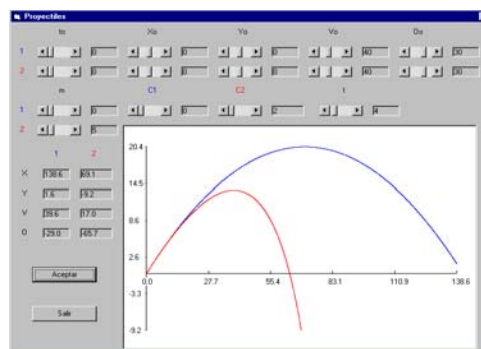 Proyectiles
to Xo Yo Vo Oo
1 0 0 0 40 30
2 0 0 0 40 30
m C1 C2 t
1 0 0 2 4
2 5
1 2
X 138.6 69.1
Y 1.6 -9.2
V 39.6 17.0
O -29.0 -65.7
Aceptar
Salir
20.4
14.5
8.6
2.6
0.0 27.7 55.4 83.1 110.9 138.6
-3.3
-9.2